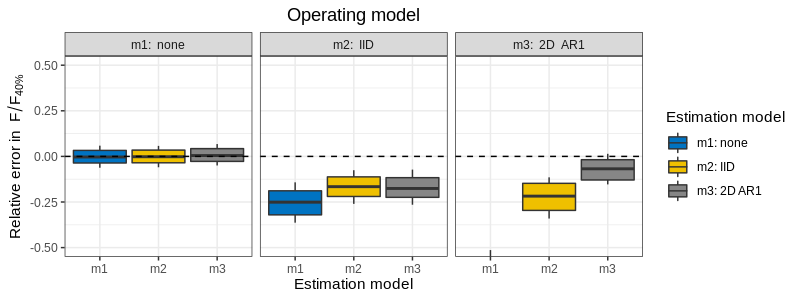 Operating model
m1: none
m2: IID
m3: 2D AR1
Relative error in F/F40%
0.50
0.25
0.00
-0.25
-0.50
m1 m2 m3
m1 m2 m3
m1 m2 m3
Estimation model
Estimation model
m1: none
m2: IID
m3: 2D AR1